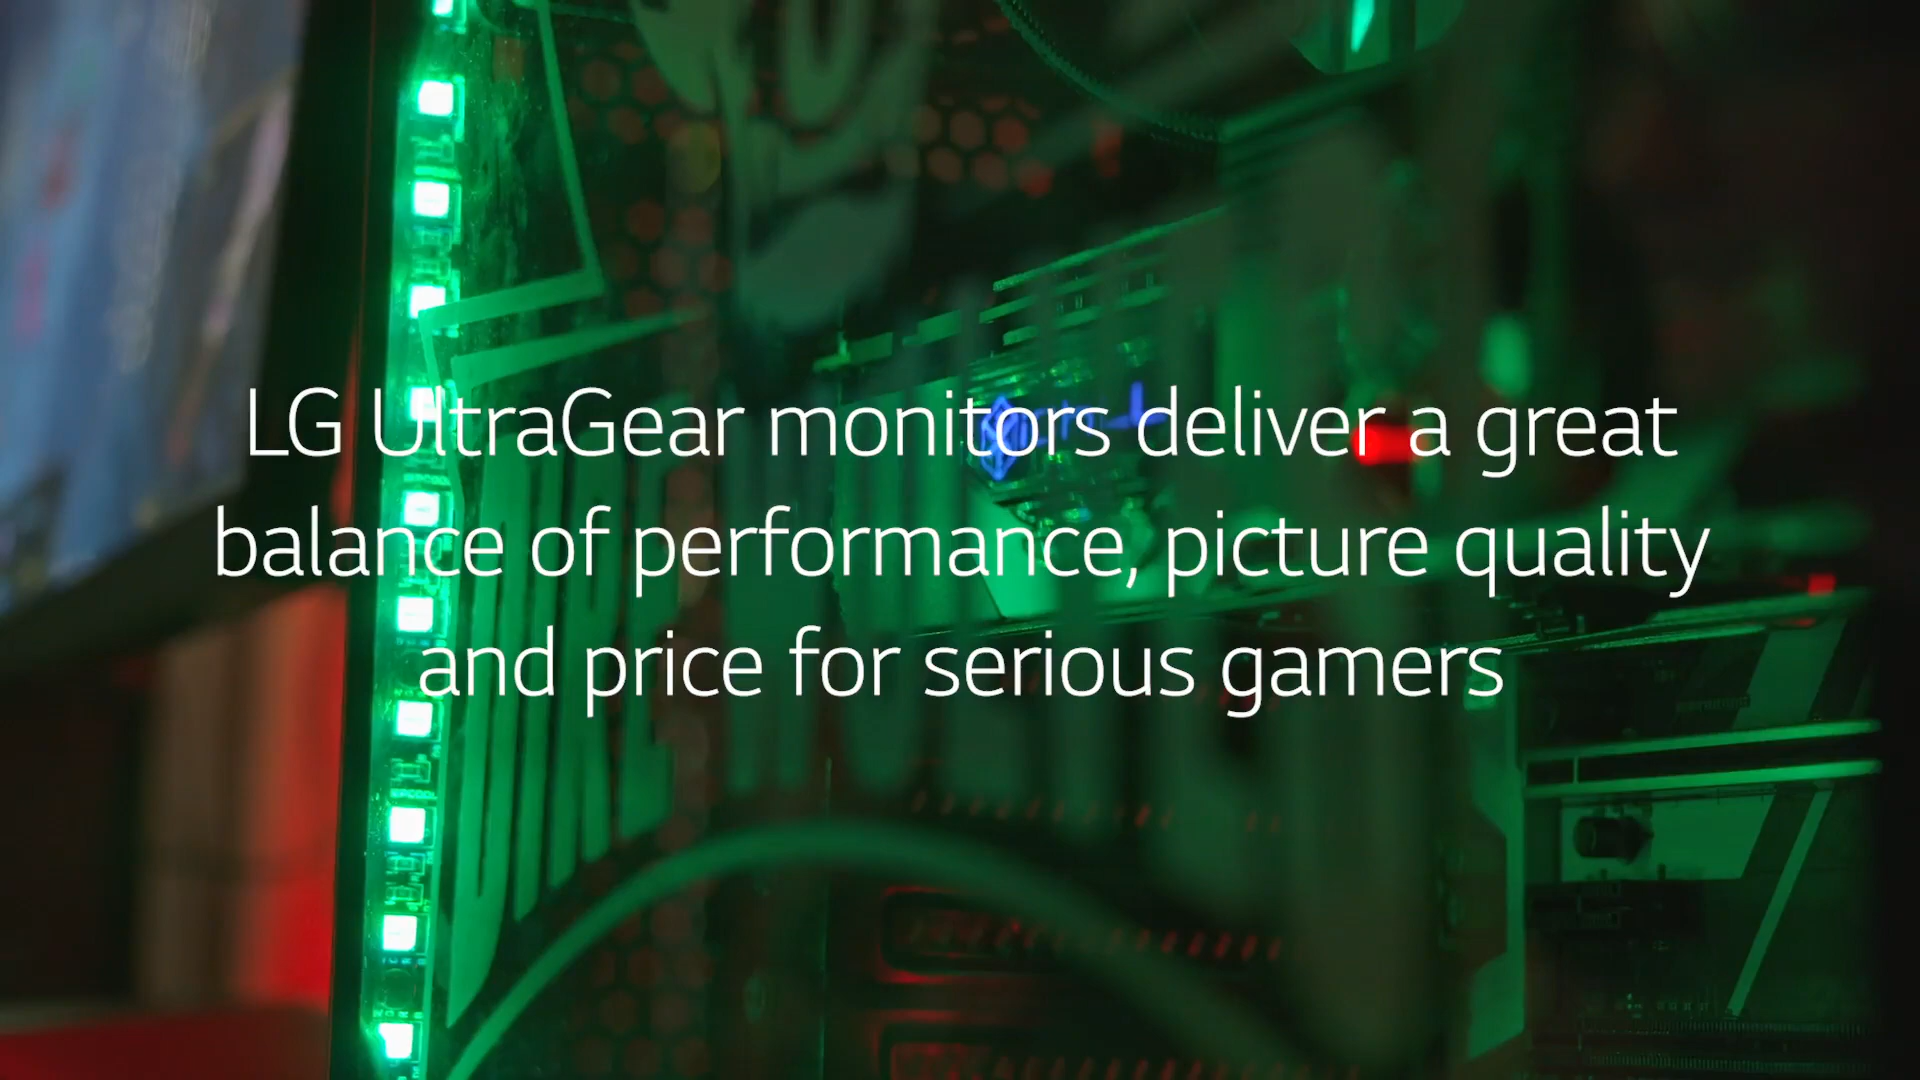 LG UltraGear monitors deliver a great
balance of performance, picture quality
and price for serious gamers